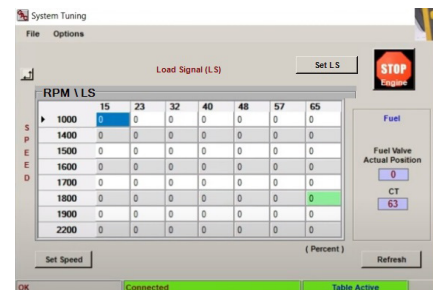 System Tuning
File Options
Load Signal (LS)
Set LS
STOP
Engine
RPM \ LS
15 23 32 40 48 57 65
1000 0 0 0 0 0 0 0
1400 0 0 0 0 0 0 0
1500 0 0 0 0 0 0 0
1600 0 0 0 0 0 0 0
1700 0 0 0 0 0 0 0
1800 0 0 0 0 0 0 0
1900 0 0 0 0 0 0 0
2200 0 0 0 0 0 0 0
SPEED
Fuel
Fuel Valve
Actual Position
0
CT
63
( Percent )
Set Speed
Refresh
OK Connected Table Active